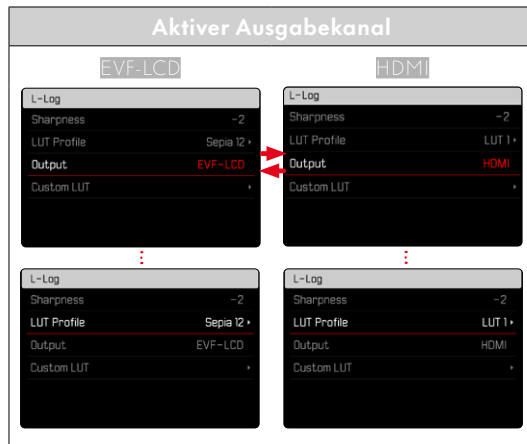 Aktiver Ausgabekanal
EVF-LCD
HDMI
L-Log
Sharpness -2
LUT Profile Sepia 12
Output EVF-LCD
Custom LUT
L-Log
Sharpness -2
LUT Profile LUT 1
Output HDMI
Custom LUT
L-Log
Sharpness -2
LUT Profile Sepia 12
Output EVF-LCD
Custom LUT
L-Log
Sharpness -2
LUT Profile LUT 1
Output HDMI
Custom LUT